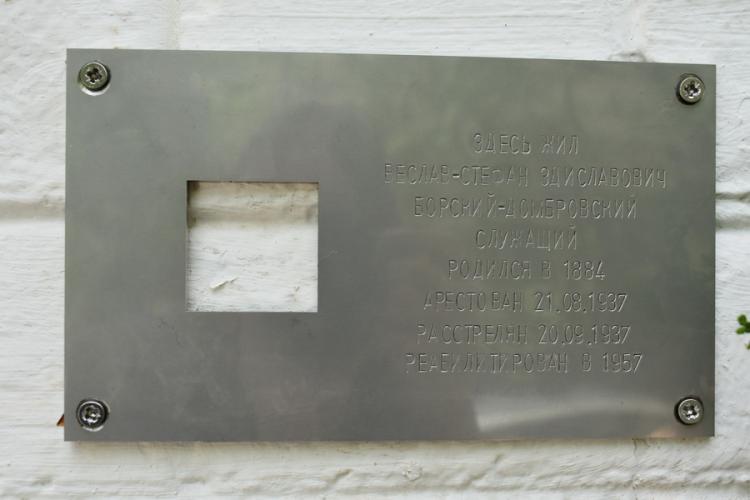 ЗДЕСЬ ЖИЛ
ВЕСЛАВ-СТЕФАН ЗДИСЛАВОВИЧ
БОРСКИЙ-ДОМБРОВСКИЙ
СЛУЖАЩИЙ
РОДИЛСЯ В 1884
АРЕСТОВАН 21.08.1937
РАССТРЕЛЯН 20.09.1937
РЕАБИЛИТИРОВАН В 1957